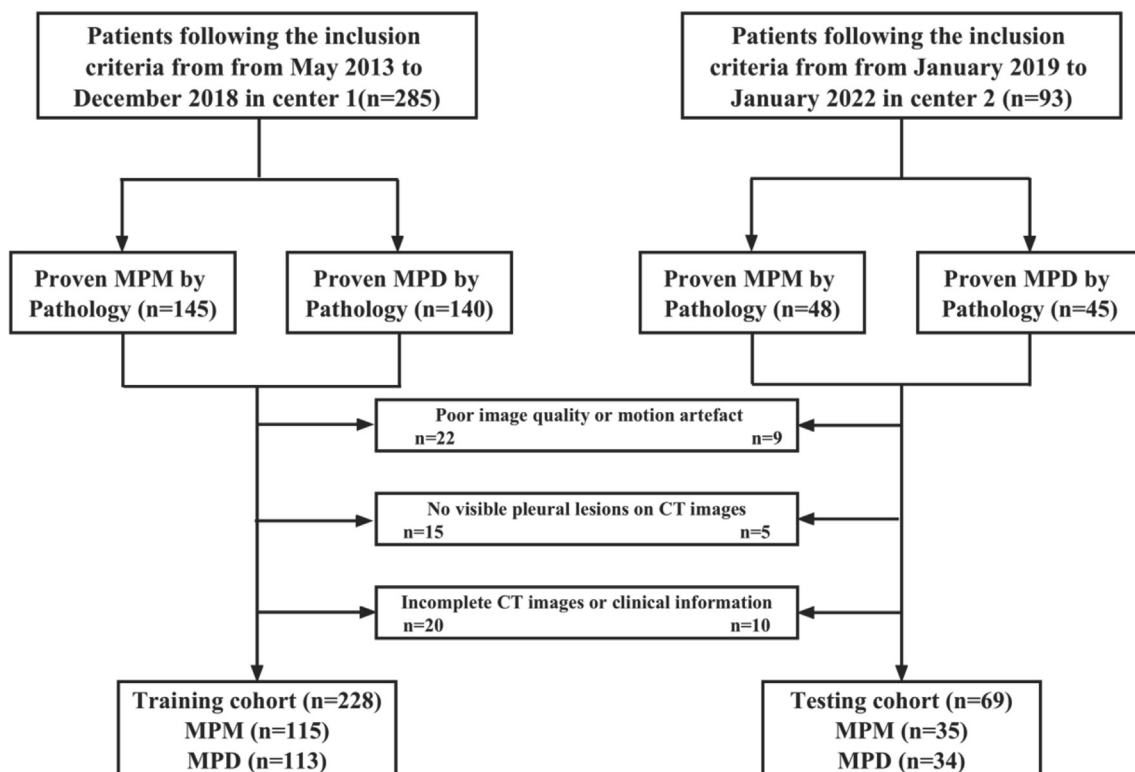 Patients following the inclusion
criteria from from May 2013 to
December 2018 in center 1(n=285)
Patients following the inclusion
criteria from from January 2019 to
January 2022 in center 2 (n=93)
Proven MPM by
Pathology (n=145)
Proven MPD by
Pathology (n=140)
Proven MPM by
Pathology (n=48)
Proven MPD by
Pathology (n=45)
Poor image quality or motion artefact
n=22 n=9
No visible pleural lesions on CT images
n=15 n=5
Incomplete CT images or clinical information
n=20 n=10
Training cohort (n=228)
MPM (n=115)
MPD (n=113)
Testing cohort (n=69)
MPM (n=35)
MPD (n=34)